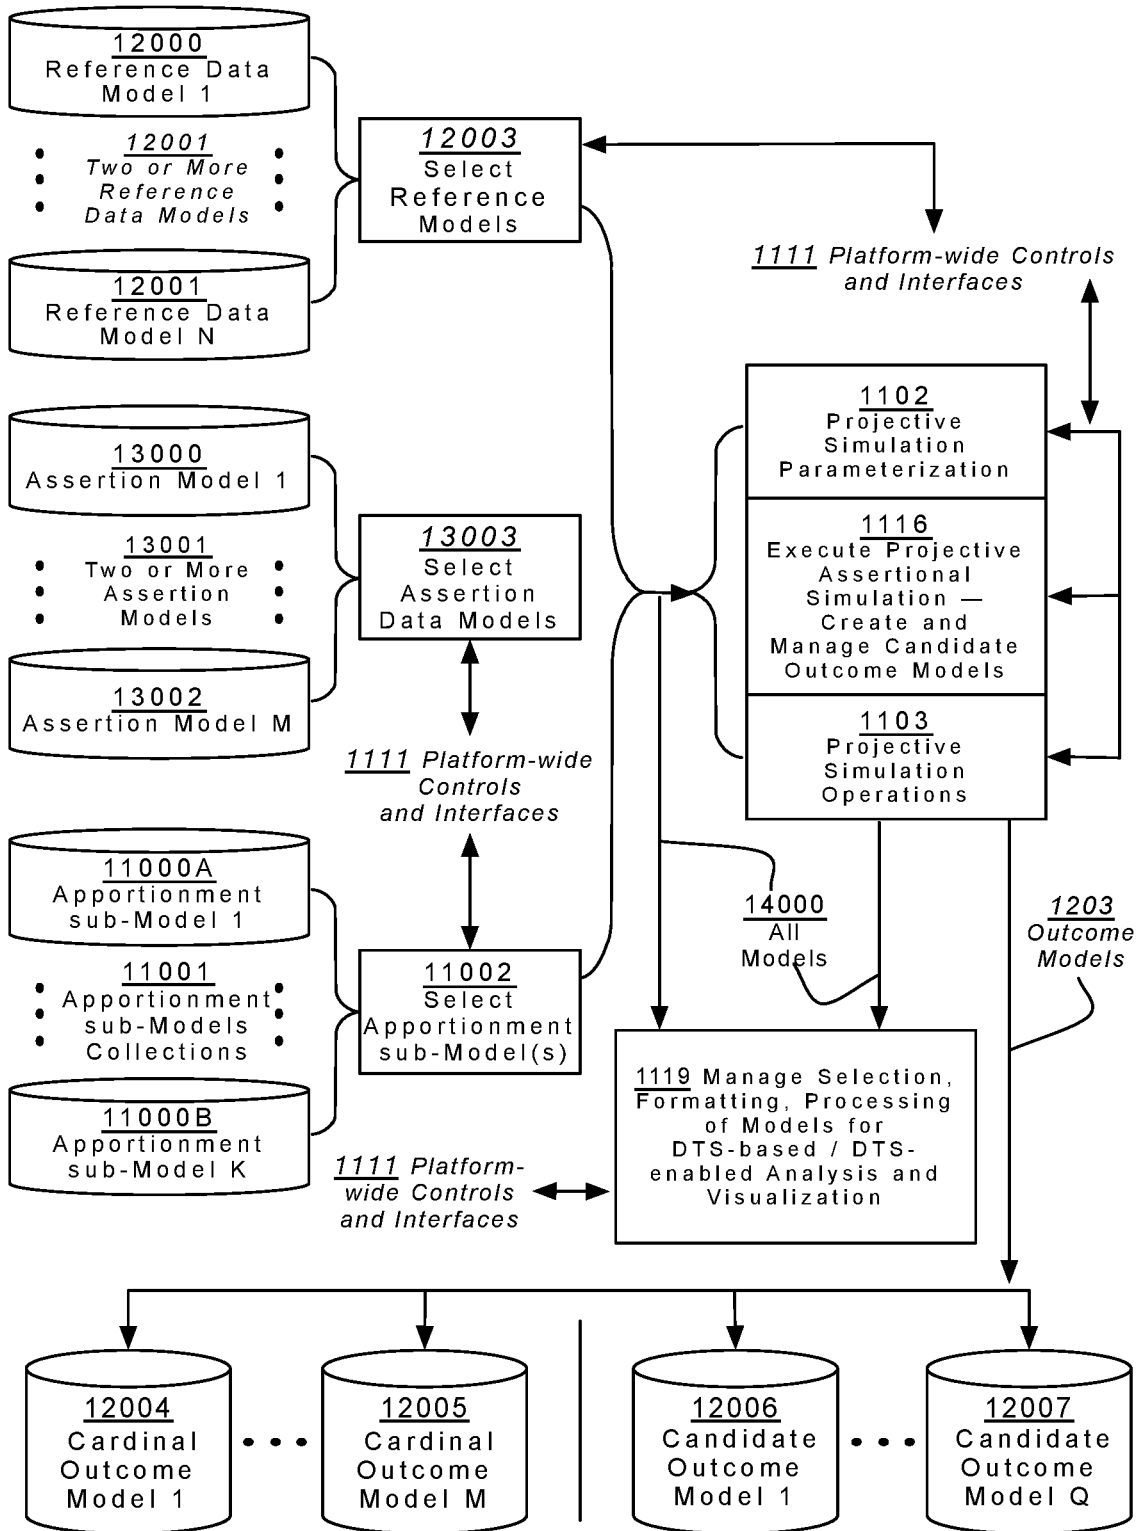 12000
Reference Data
Model 1
12001
Two or More
Reference
Data Models
12001
Reference Data
Model N
12003
Select
Reference
Models
1111 Platform-wide Controls
and Interfaces
13000
Assertion Model 1
13001
Two or More
Assertion
Models
13002
Assertion Model M
13003
Select
Assertion
Data Models
1111 Platform-wide
Controls
and Interfaces
1102
Projective
Simulation
Parameterization
1116
Execute Projective
Assertional
Simulation —
Create and
Manage Candidate
Outcome Models
1103
Projective
Simulation
Operations
11000A
Apportionment
sub-Model 1
11001
Apportionment
sub-Models
Collections
11000B
Apportionment
sub-Model K
11002
Select
Apportionment
sub-Model(s)
14000
All
Models
1203
Outcome
Models
1119 Manage Selection,
Formatting, Processing
of Models for
DTS-based / DTS-
enabled Analysis and
Visualization
1111 Platform-
wide Controls
and Interfaces
12004
Cardinal
Outcome
Model 1
12005
Cardinal
Outcome
Model M
12006
Candidate
Outcome
Model 1
12007
Candidate
Outcome
Model Q